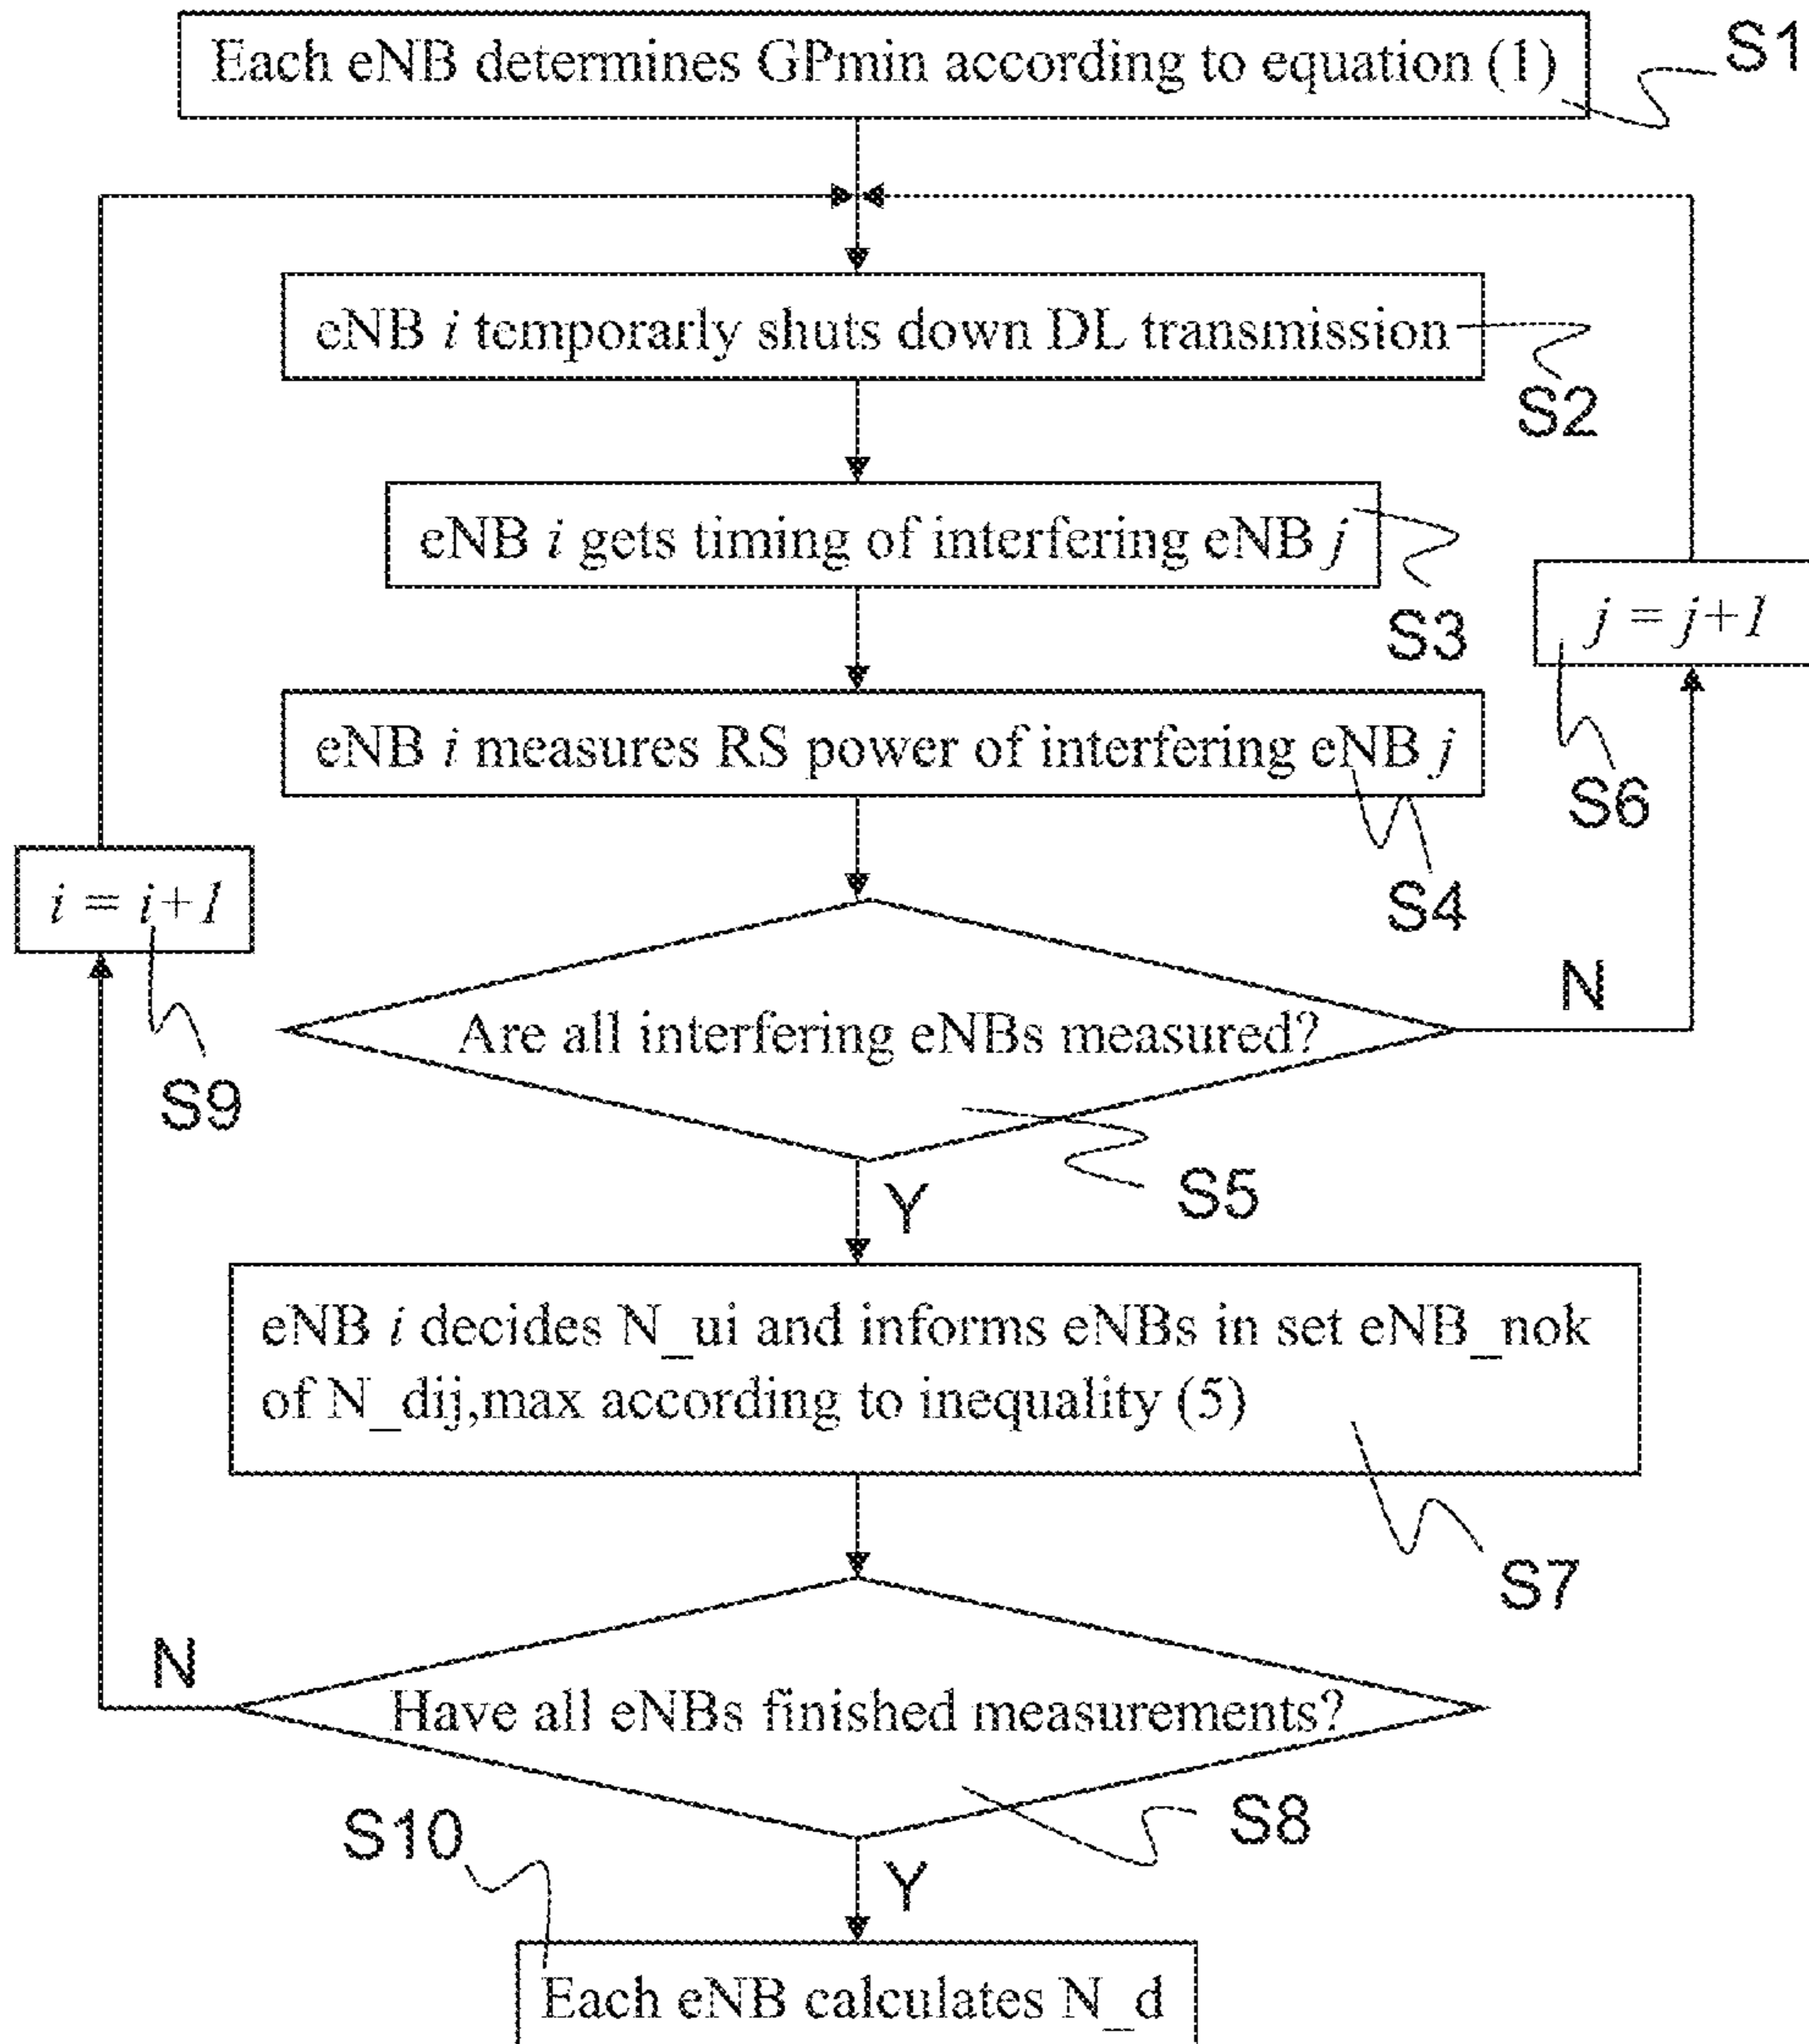 Each eNB determines GPmin according to equation (1)
S1
eNB i temporarly shuts down DL transmission
S2
eNB i gets timing of interfering eNB j
S3
j = j+1
S6
eNB i measures RS power of interfering eNB j
S4
i = i+1
S9
Are all interfering eNBs measured?
N
S5
Y
eNB i decides N_ui and informs eNBs in set eNB_nok
of N_dij,max according to inequality (5)
S7
N
Have all eNBs finished measurements?
S8
S10
Y
Each eNB calculates N_d